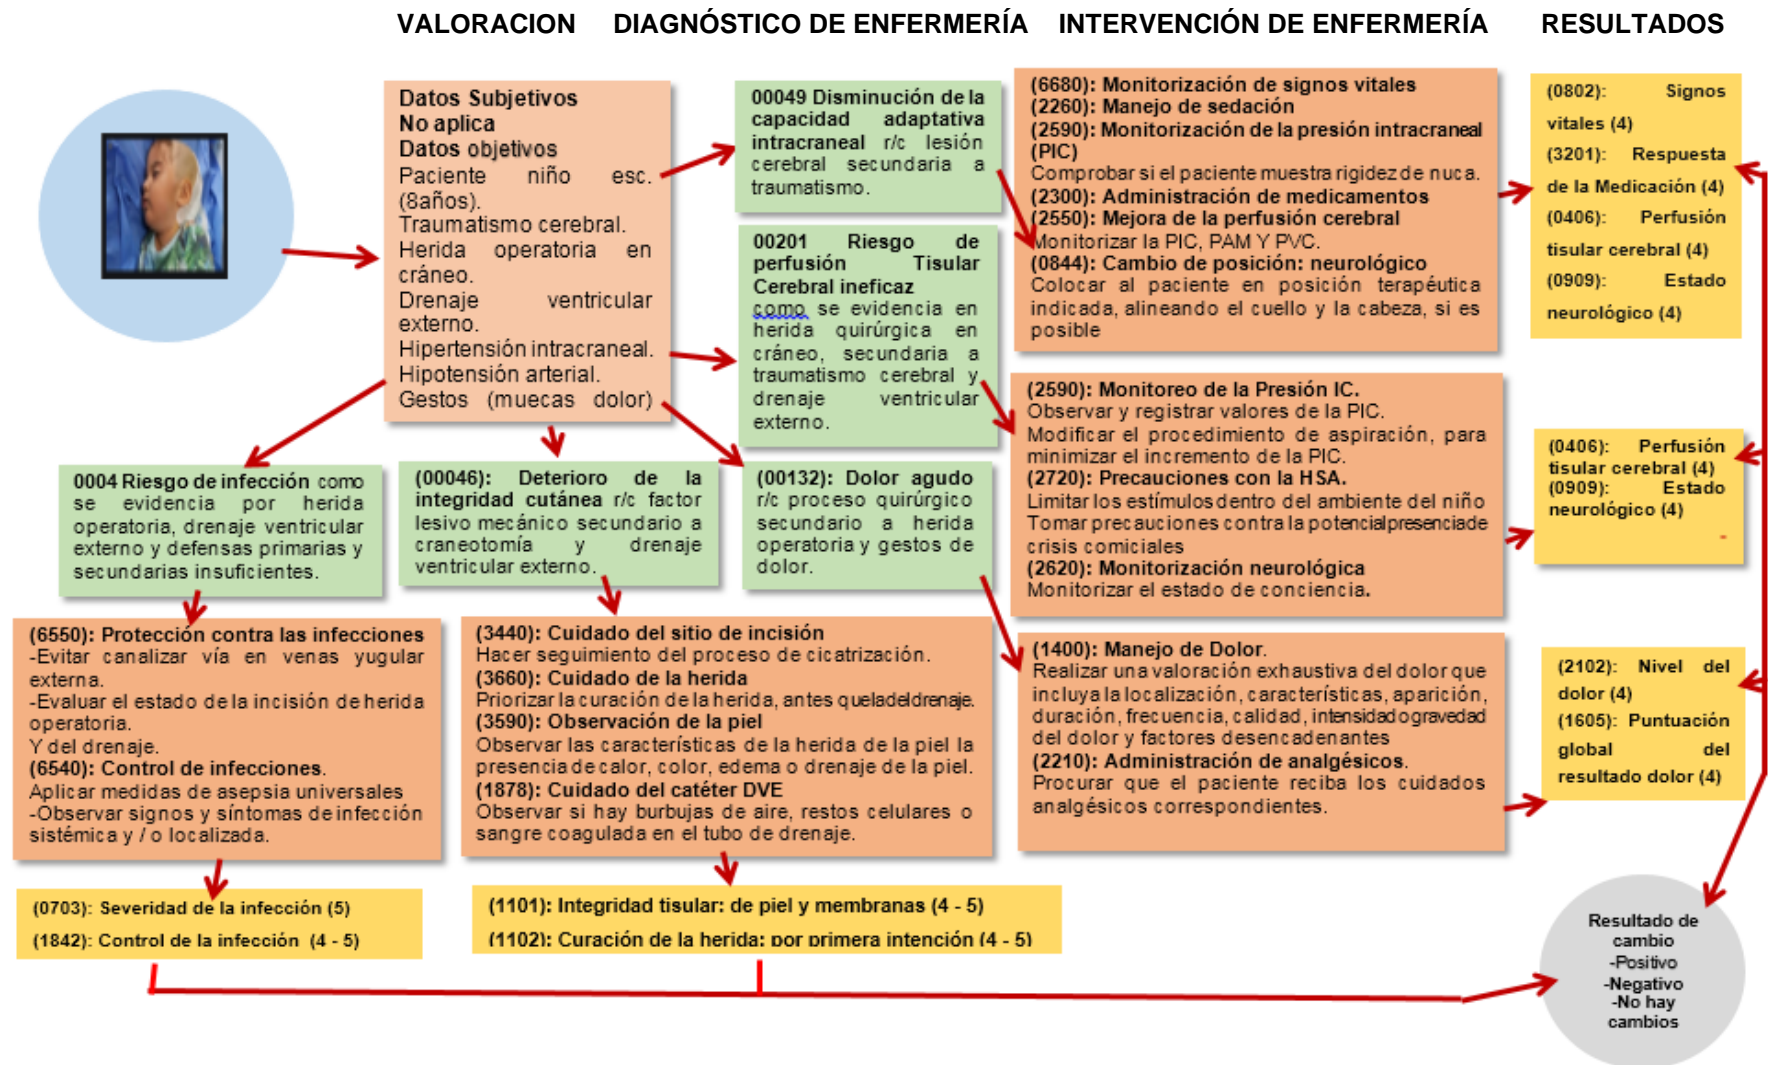 VALORACION DIAGNÓSTICO DE ENFERMERÍA INTERVENCIÓN DE ENFERMERÍA RESULTADOS
Datos Subjetivos
No aplica
Datos objetivos
Paciente niño esc.
(8años).
Traumatismo cerebral.
Herida operatoria en
cráneo.
Drenaje ventricular
externo.
Hipertensión intracraneal.
Hipotensión arterial.
Gestos (muecas dolor)
00049 Disminución de la
capacidad adaptativa
intracraneal r/c lesión
cerebral secundaria a
traumatismo.
00201 Riesgo de
perfusión Tisular
Cerebral ineficaz
como se evidencia en
herida quirúrgica en
cráneo, secundaria a
traumatismo cerebral y
drenaje ventricular
externo.
(6680): Monitorización de signos vitales
(2260): Manejo de sedación
(2590): Monitorización de la presión intracraneal
(PIC)
Comprobar si el paciente muestra rigidez de nuca.
(2300): Administración de medicamentos
(2550): Mejora de la perfusión cerebral
Monitorizar la PIC, PAM Y PVC.
(0844): Cambio de posición: neurológico
Colocar al paciente en posición terapéutica
indicada, alineando el cuello y la cabeza, si es
posible
(0802): Signos
vitales (4)
(3201): Respuesta
de la Medicación (4)
(0406): Perfusión
tisular cerebral (4)
(0909): Estado
neurológico (4)
(2590): Monitoreo de la Presión IC.
Observar y registrar valores de la PIC.
Modificar el procedimiento de aspiración, para
minimizar el incremento de la PIC.
(2720): Precauciones con la HSA.
Limitar los estímulos dentro del ambiente del niño
Tomar precauciones contra la potencial presencia de
crisis comiciales
(2620): Monitorización neurológica
Monitorizar el estado de conciencia.
(0406): Perfusión
tisular cerebral (4)
(0909): Estado
neurológico (4)
-
0004 Riesgo de infección como
se evidencia por herida
operatoria, drenaje ventricular
externo y defensas primarias y
secundarias insuficientes.
(00046): Deterioro de la
integridad cutánea r/c factor
lesivo mecánico secundario a
craneotomía y drenaje
ventricular externo.
(00132): Dolor agudo
r/c proceso quirúrgico
secundario a herida
operatoria y gestos de
dolor.
(6550): Protección contra las infecciones
-Evitar canalizar vía en venas yugular
externa.
-Evaluar el estado de la incisión de herida
operatoria.
Y del drenaje.
(6540): Control de infecciones.
Aplicar medidas de asepsia universales
-Observar signos y síntomas de infección
sistémica y / o localizada.
(3440): Cuidado del sitio de incisión
Hacer seguimiento del proceso de cicatrización.
(3660): Cuidado de la herida
Priorizar la curación de la herida, antes que la del drenaje.
(3590): Observación de la piel
Observar las características de la herida de la piel la
presencia de calor, color, edema o drenaje de la piel.
(1878): Cuidado del catéter DVE
Observar si hay burbujas de aire, restos celulares o
sangre coagulada en el tubo de drenaje.
(1400): Manejo de Dolor.
Realizar una valoración exhaustiva del dolor que
incluya la localización, características, aparición,
duración, frecuencia, calidad, intensidad o gravedad
del dolor y factores desencadenantes
(2210): Administración de analgésicos.
Procurar que el paciente reciba los cuidados
analgésicos correspondientes.
(2102): Nivel del
dolor (4)
(1605): Puntuación
global del
resultado dolor (4)
(0703): Severidad de la infección (5)
(1842): Control de la infección (4 - 5)
(1101): Integridad tisular: de piel y membranas (4 - 5)
(1102): Curación de la herida: por primera intención (4 - 5)
Resultado de
cambio
-Positivo
-Negativo
-No hay
cambios